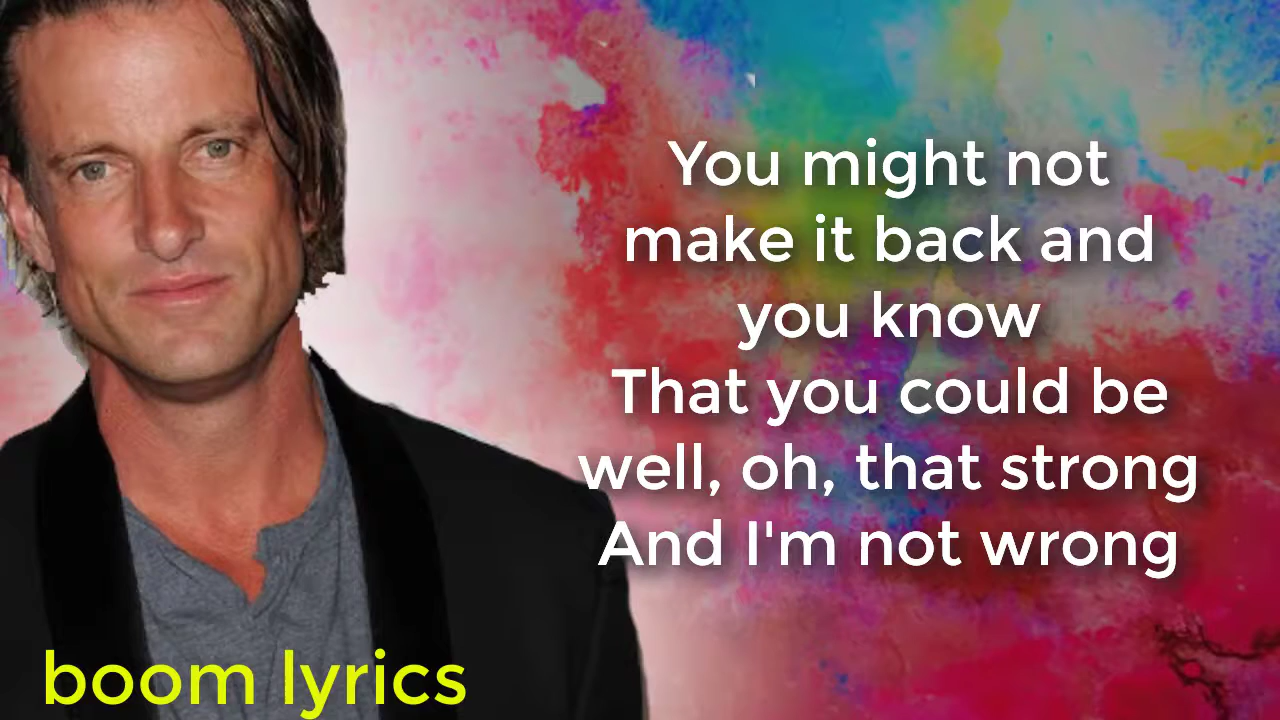 You might not
make it back and
you know
That you could be
well, oh, that strong
And I'm not wrong
boom lyrics